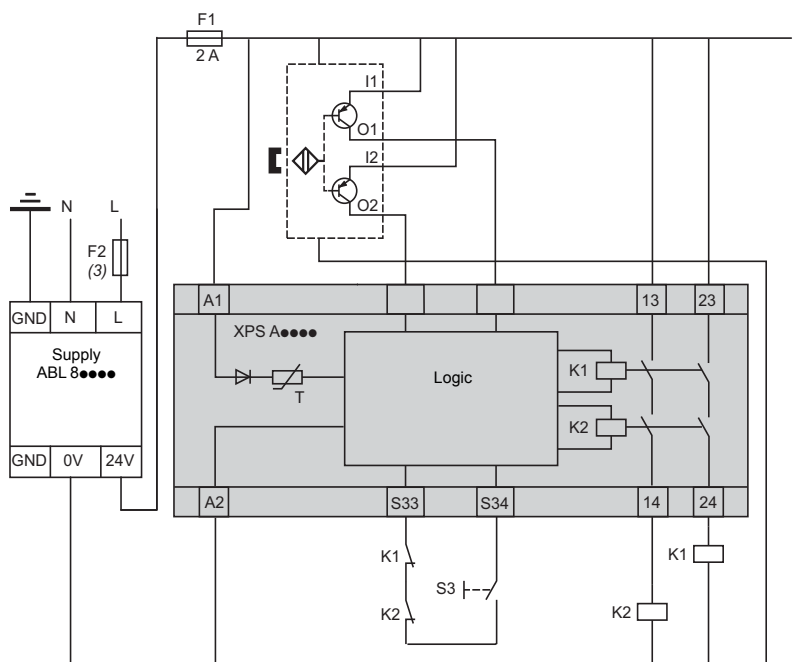 F1
2 A
I1
O1
I2
O2
N L
F2
(3)
GND N L
Supply
ABL 8●●●●
GND 0V 24V
A1 13 23
XPS A●●●●
T
Logic
K1
K2
A2 S33 S34 14 24
K1
K1
S3
K2
K2